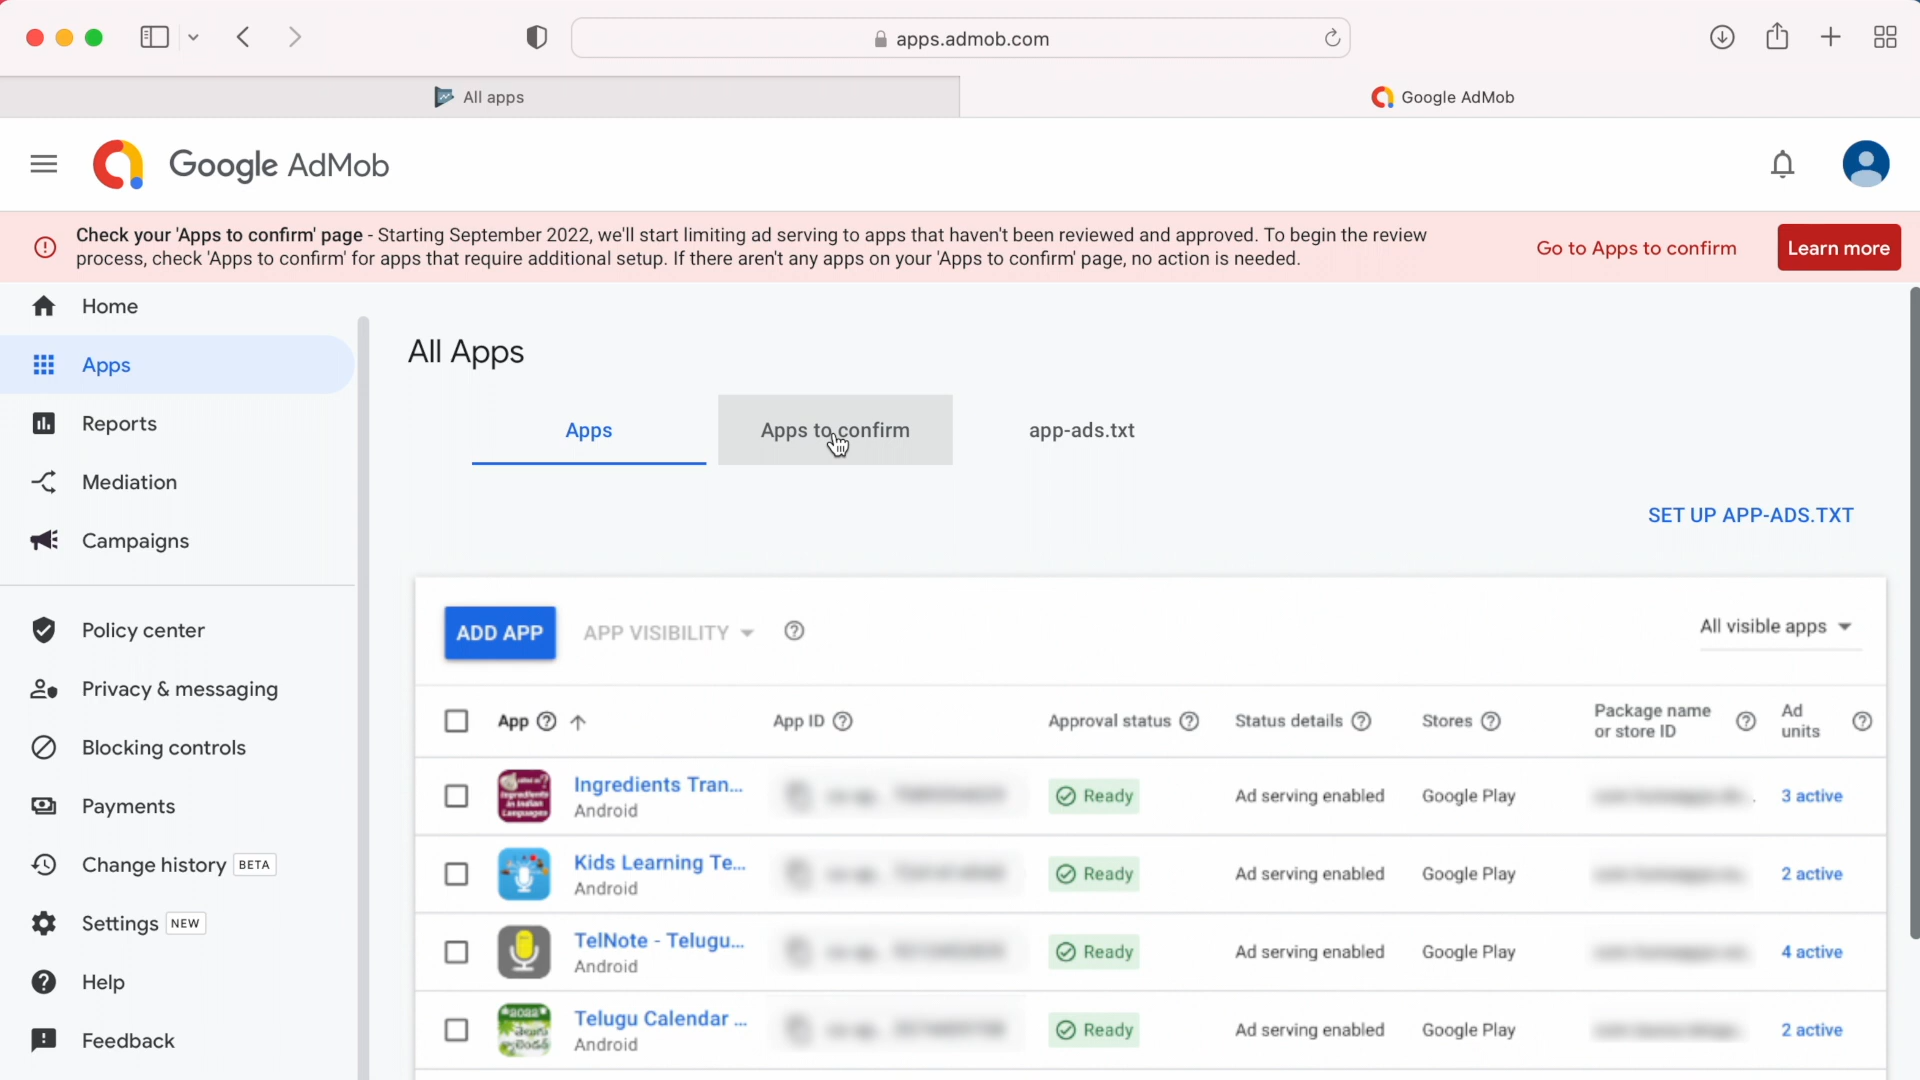 apps.admob.com
All apps
Google AdMob
Google AdMob
Check your 'Apps to confirm' page - Starting September 2022, we'll start limiting ad serving to apps that haven't been reviewed and approved. To begin the review
process, check 'Apps to confirm' for apps that require additional setup. If there aren't any apps on your 'Apps to confirm' page, no action is needed.
Go to Apps to confirm
Learn more
Home
Apps
Reports
Mediation
Campaigns
Policy center
Privacy & messaging
Blocking controls
Payments
Change history BETA
Settings NEW
Help
Feedback
All Apps
Apps
Apps to confirm
app-ads.txt
SET UP APP-ADS.TXT
ADD APP
APP VISIBILITY
All visible apps
App
App ID
Approval status
Status details
Stores
Package name
or store ID
Ad
units
Ingredients Tran...
Android
Ready
Ad serving enabled
Google Play
3 active
Kids Learning Te...
Android
Ready
Ad serving enabled
Google Play
2 active
TelNote - Telugu...
Android
Ready
Ad serving enabled
Google Play
4 active
Telugu Calendar ...
Android
Ready
Ad serving enabled
Google Play
2 active